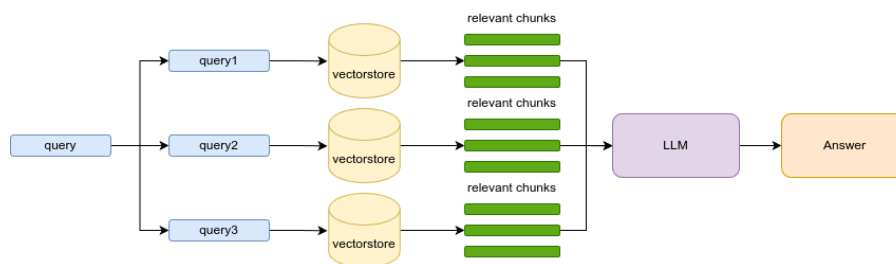 relevant chunks
query1
vectorstore
relevant chunks
query
query2
vectorstore
LLM
Answer
relevant chunks
query3
vectorstore